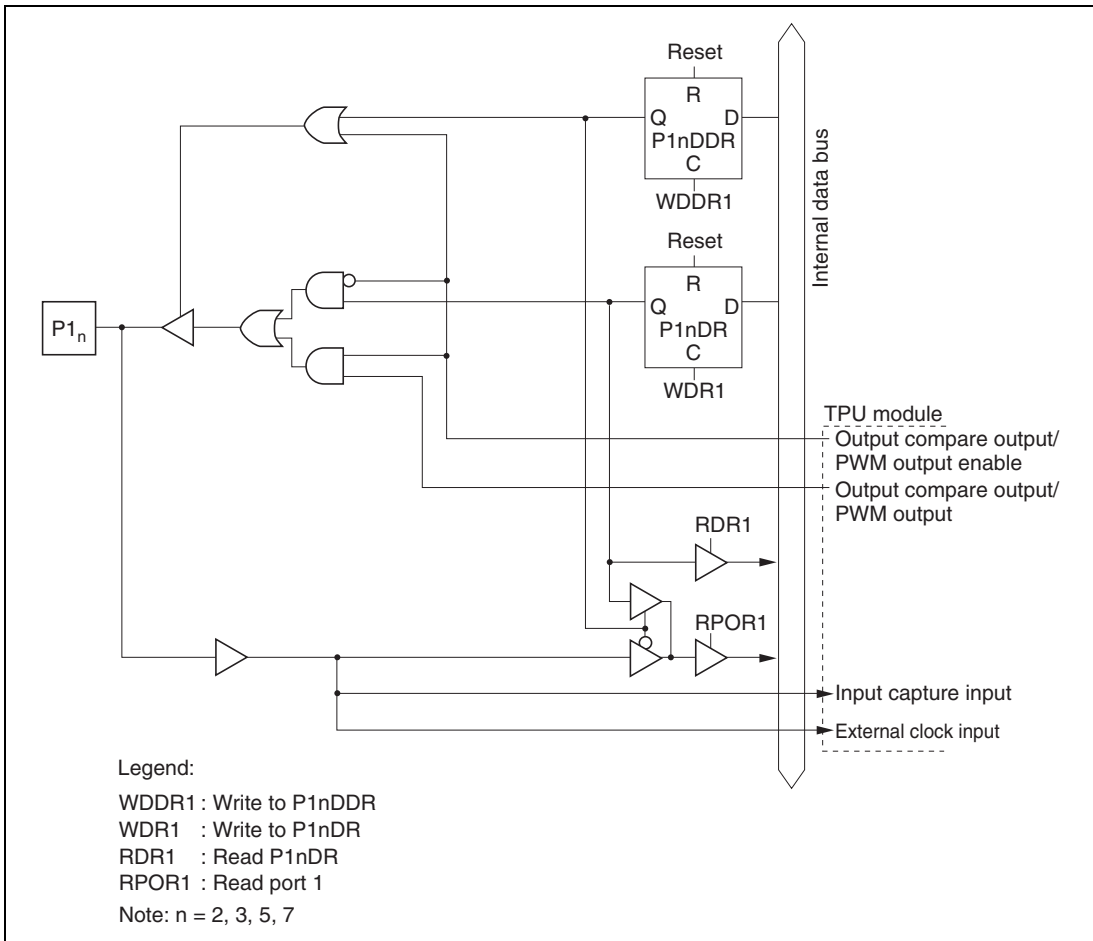 Reset
R
Q D
P1nDDR
C
WDDR1
Internal data bus
Reset
R
Q D
P1nDR
C
WDR1
P1n
TPU module
Output compare output/
PWM output enable
Output compare output/
PWM output
RDR1
RPOR1
Input capture input
External clock input
Legend:
WDDR1 : Write to P1nDDR
WDR1 : Write to P1nDR
RDR1 : Read P1nDR
RPOR1 : Read port 1
Note: n = 2, 3, 5, 7